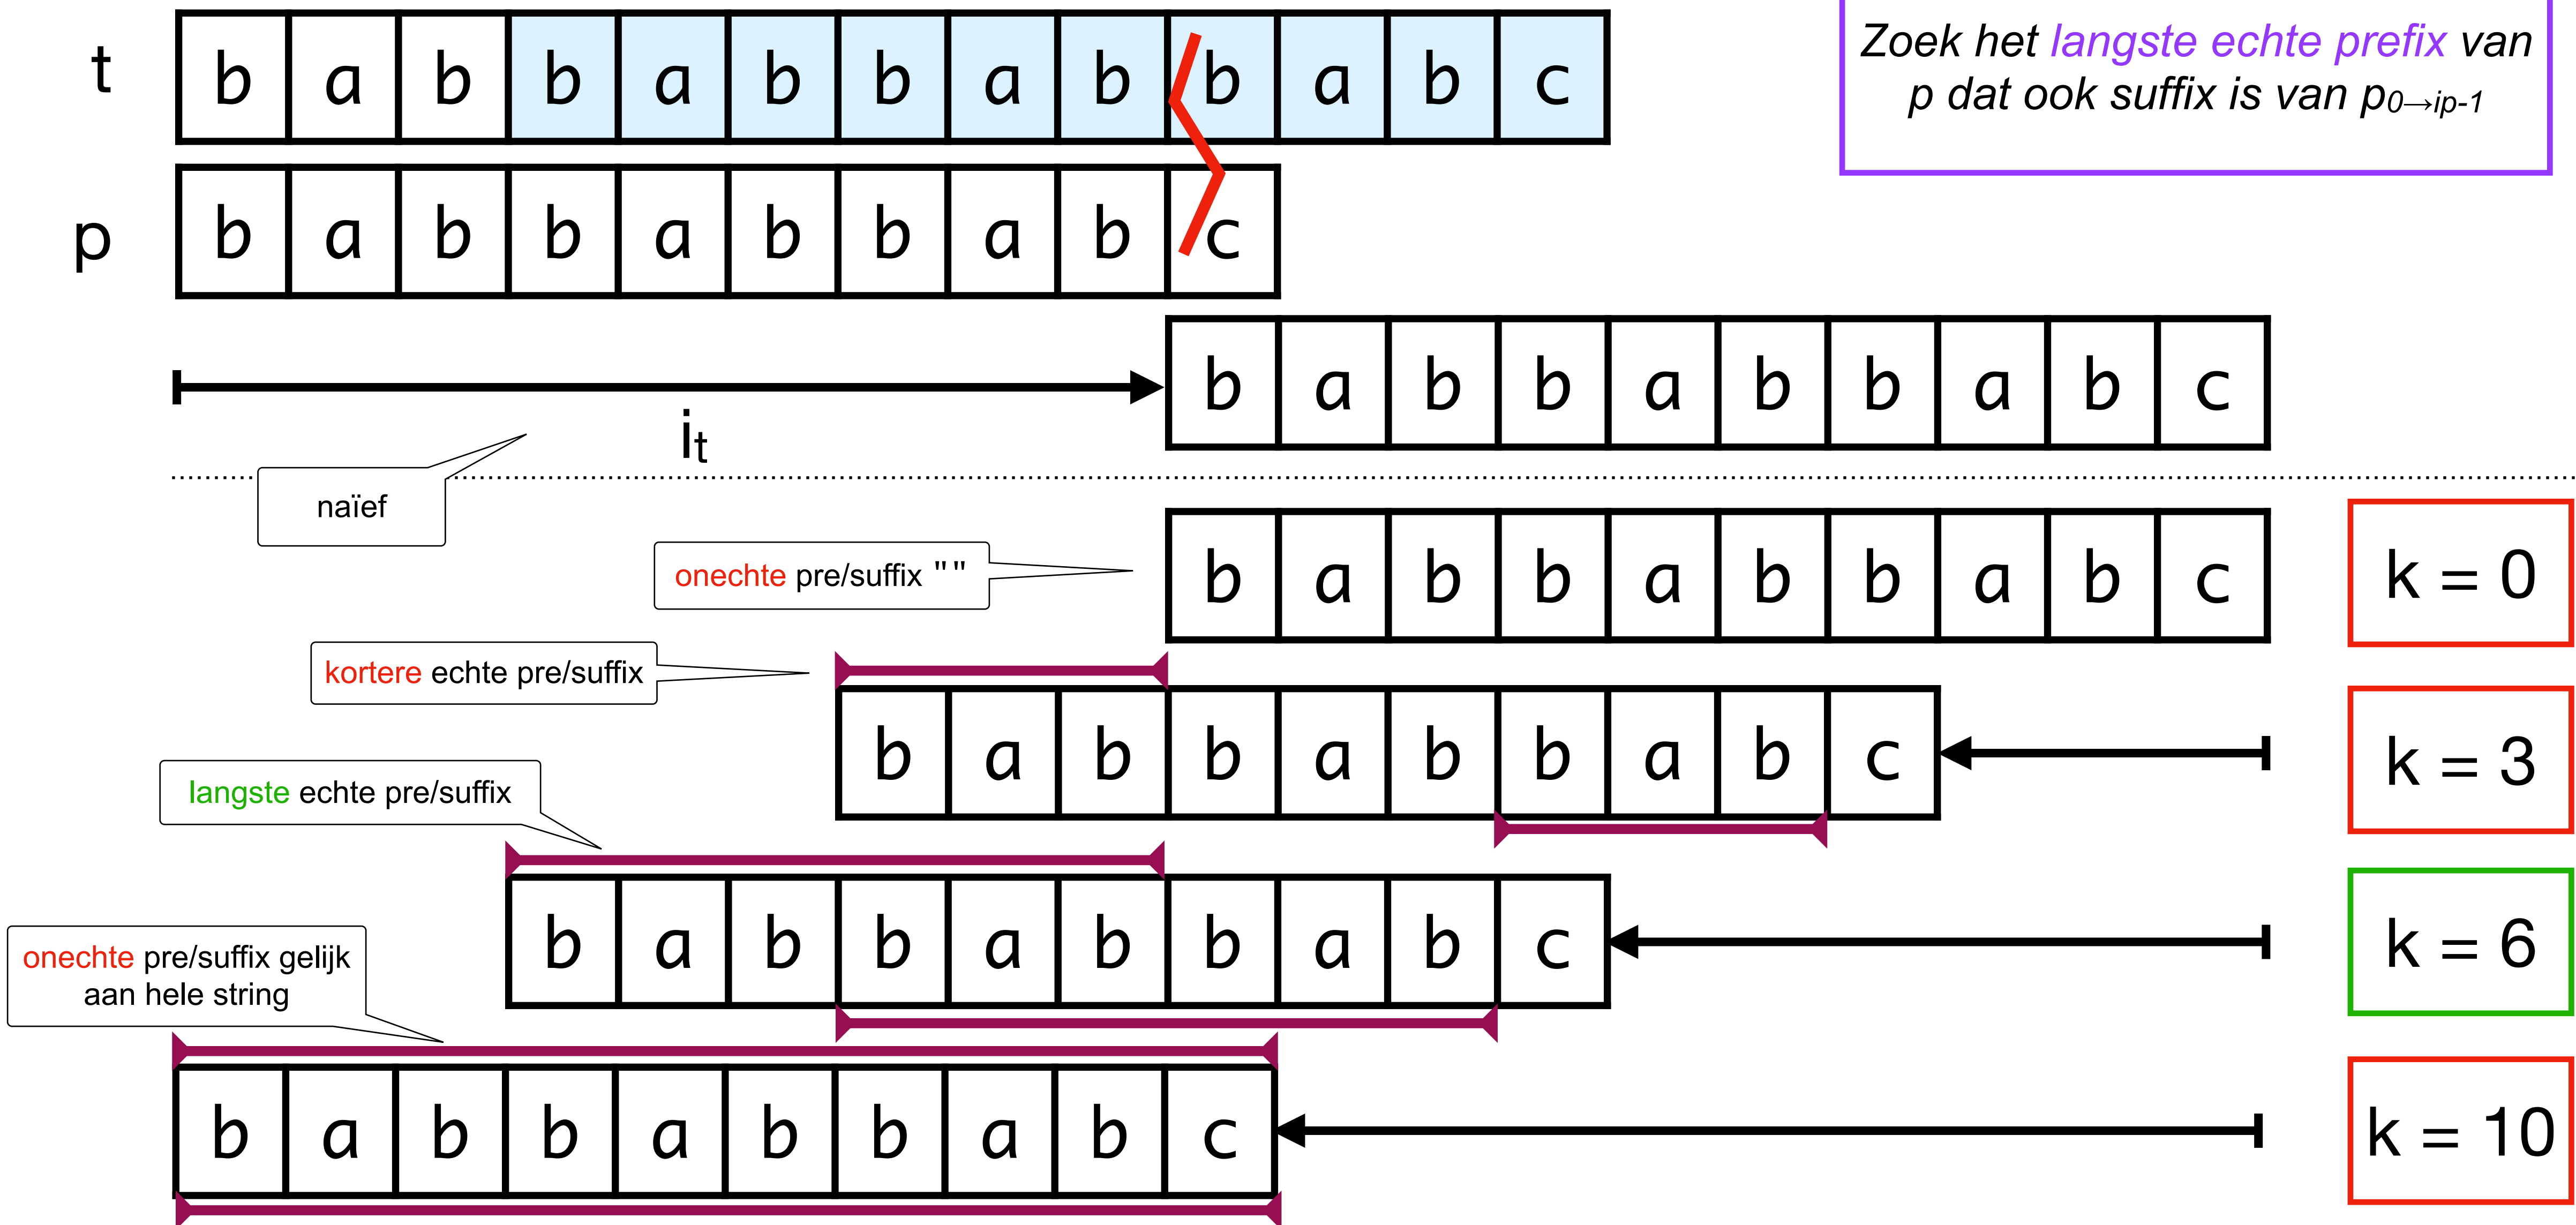 t b a b b a b b a b b a b c
Zoek het langste echte prefix van
p dat ook suffix is van p0→ip-1
p b a b b a b b a b c
b a b b a b b a b c
it
naïef
b a b b a b b a b c
k = 0
onechte pre/suffix ""
kortere echte pre/suffix
b a b b a b b a b c
k = 3
langste echte pre/suffix
b a b b a b b a b c
k = 6
onechte pre/suffix gelijk
aan hele string
b a b b a b b a b c
k = 10